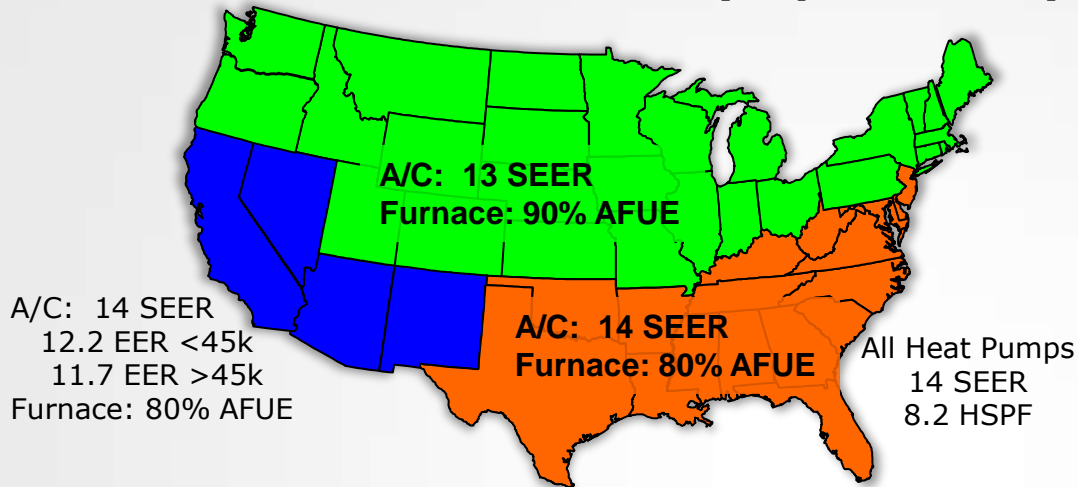 A/C: 13 SEER
Furnace: 90% AFUE
A/C: 14 SEER
12.2 EER <45k
11.7 EER >45k
Furnace: 80% AFUE
A/C: 14 SEER
Furnace: 80% AFUE
All Heat Pumps
14 SEER
8.2 HSPF